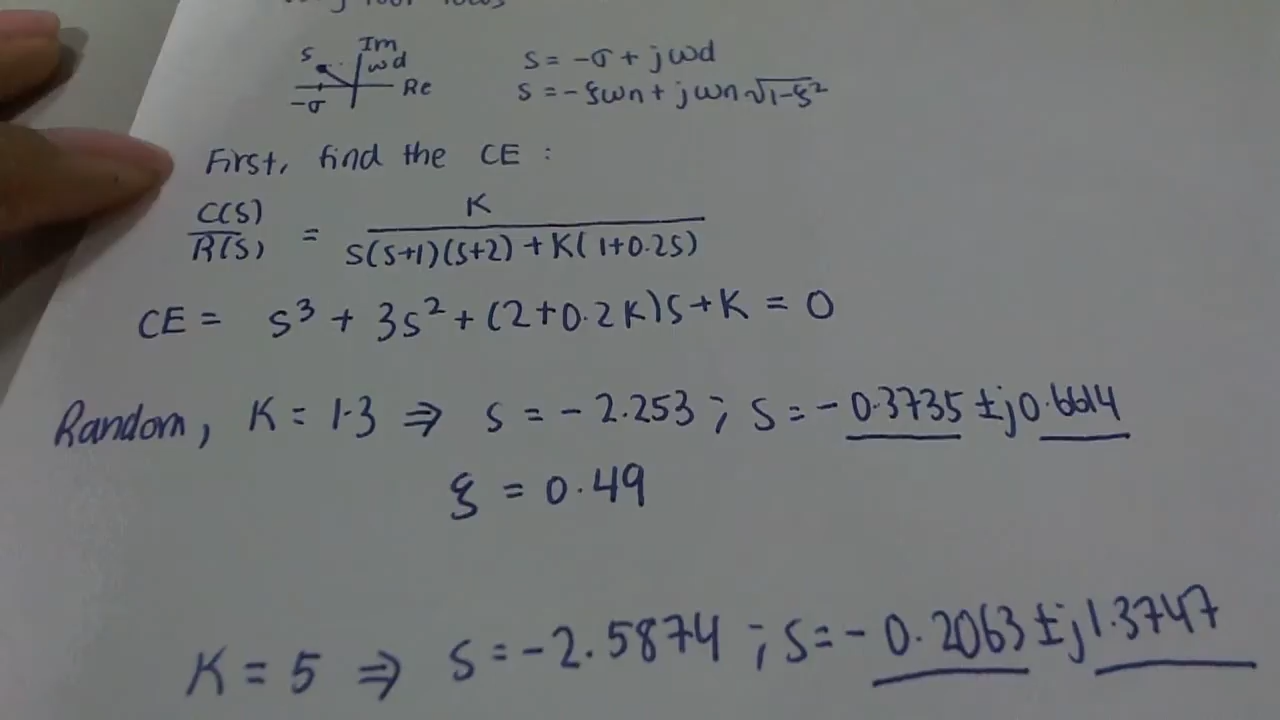 Im
s
ωd
Re
-σ
s = -σ + jωd
s = -ξωn + jωn√1-ξ²
First, find the CE :
C(S)/R(S) = K/S(S+1)(S+2) + K(1+0.2S)
CE = S³ + 3S² + (2+0.2K)S + K = 0
Random, K = 1.3 ⇒ S = -2.253 ; S = -0.3735 ±j0.6614
ξ = 0.49
K = 5 ⇒ S = -2.5874 ; S = -0.2063 ±j1.3747